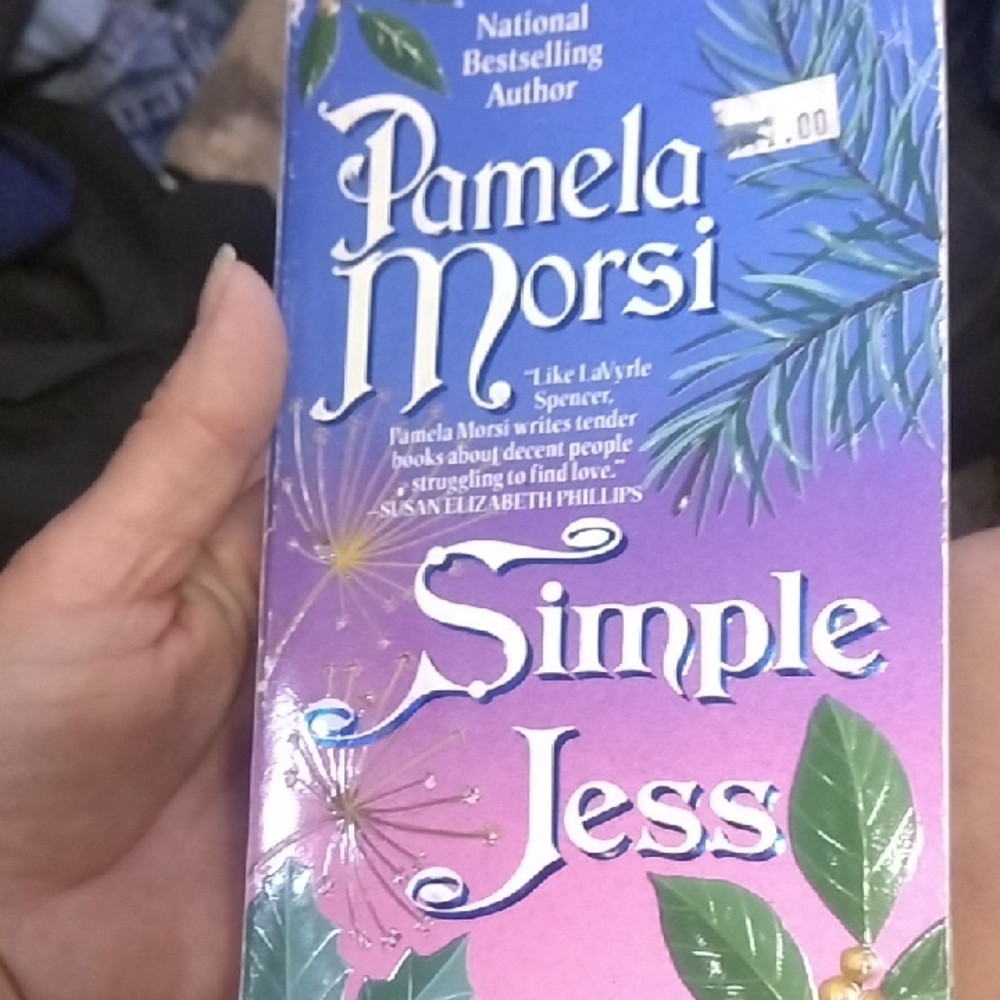 National
Bestselling
Author
Pamela
Morsi
"Like LaVyrle
Spencer,
Pamela Morsi writes tender
books about decent people
struggling to find love."
–SUSAN ELIZABETH PHILLIPS
Simple
Jess